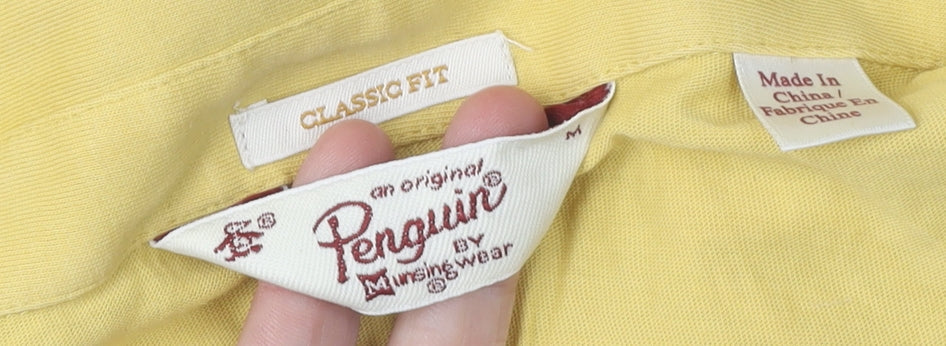 CLASSIC FIT
an original
Penguin®
BY
Munsingwear
®
®
M
Made In
China /
Fabrique En
Chine